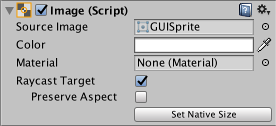 Image (Script)
Source Image GUISprite
Color
Material None (Material)
Raycast Target
Preserve Aspect
Set Native Size